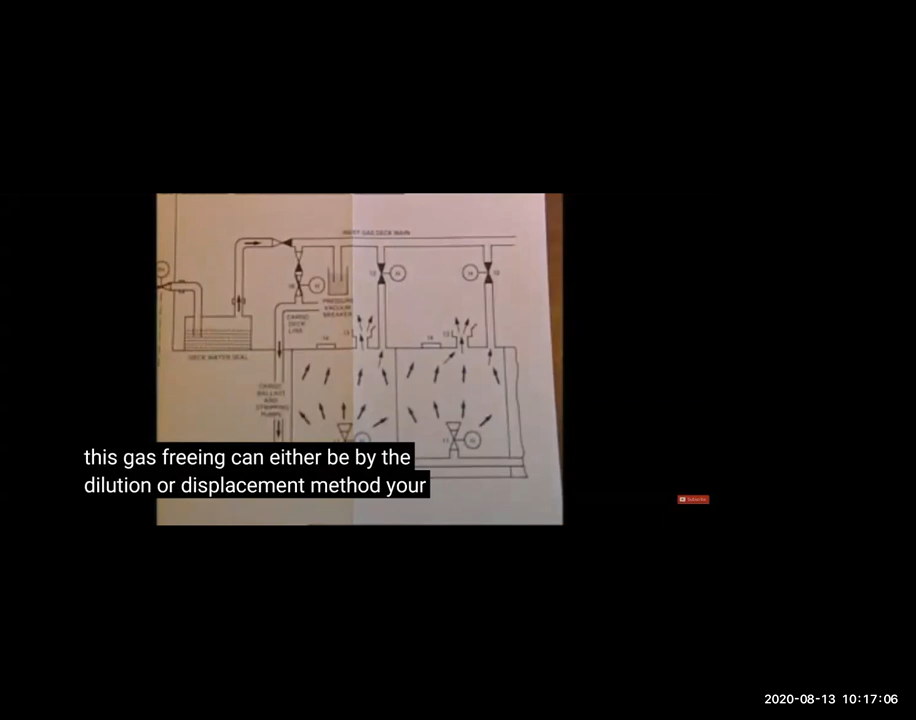 INERT GAS DECK MAIN
PRESSURE
VACUUM
BREAKER
CARGO
DECK
LINE
DECK WATER SEAL
CARGO
BALLAST
AND
STRIPPING
PUMPS
this gas freeing can either be by the
dilution or displacement method your
Subscribe
2020-08-13 10:17:06